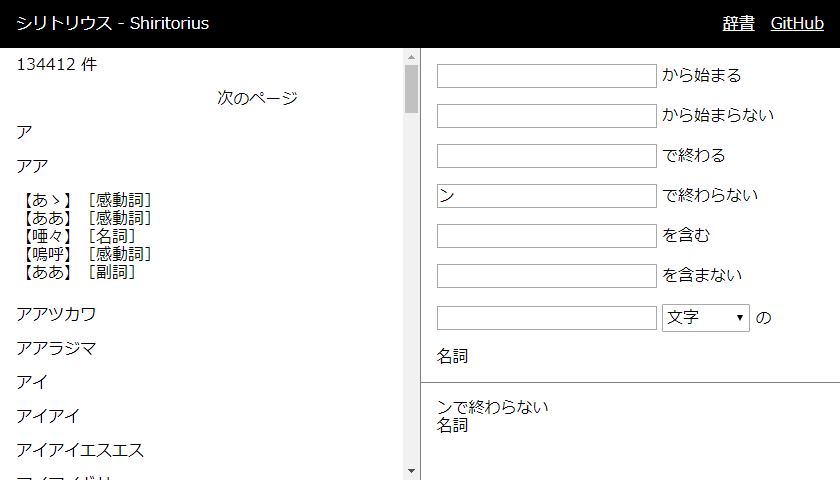 シリトリウス - Shiritorius
辞書 GitHub
134412 件
次のページ
ア
アア
【あゝ】［感動詞］
【ああ】［感動詞］
【唖々】［名詞］
【嗚呼】［感動詞］
【ああ】［副詞］
アアツカワ
アアラジマ
アイ
アイアイ
アイアイエスエス
から始まる
から始まらない
で終わる
ン で終わらない
を含む
を含まない
文字 の
名詞
ンで終わらない
名詞